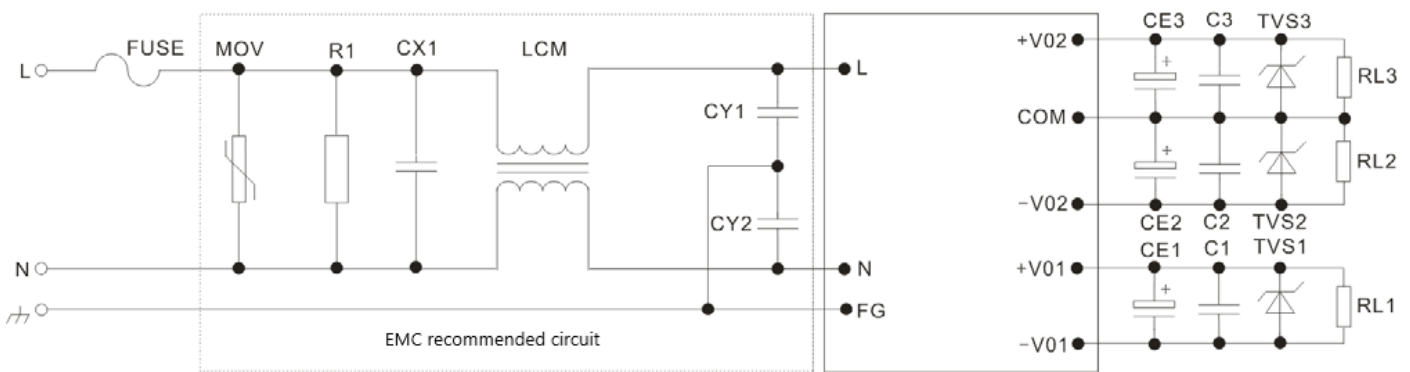 FUSE MOV R1 CX1 LCM CE3 C3 TVS3
+V02
L L RL3
CY1
COM
+ + RL2
CY2
-V02
CE2 C2 TVS2
CE1 C1 TVS1
N N +V01
+
FG RL1
EMC recommended circuit
-V01